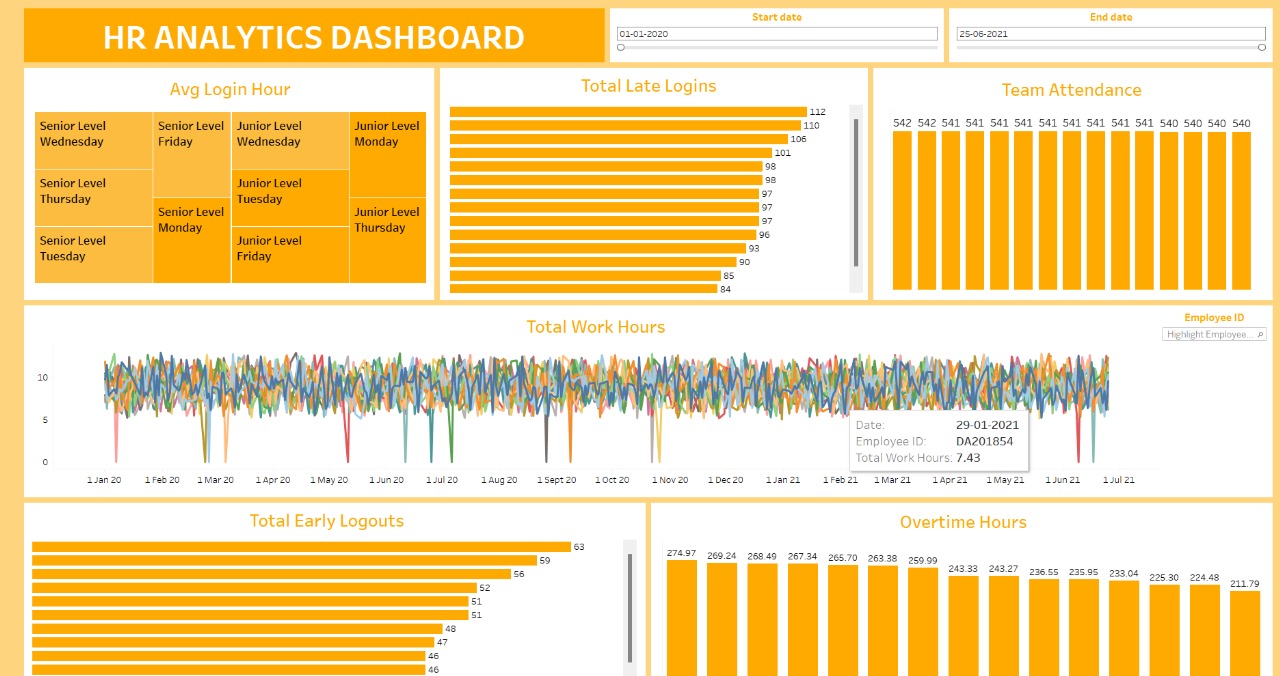 HR ANALYTICS DASHBOARD
Start date
01-01-2020
End date
25-06-2021
Avg Login Hour
Senior Level
Wednesday
Senior Level
Thursday
Senior Level
Tuesday
Senior Level
Friday
Senior Level
Monday
Junior Level
Wednesday
Junior Level
Tuesday
Junior Level
Friday
Junior Level
Monday
Junior Level
Thursday
Total Late Logins
112
110
106
101
98
98
97
97
97
96
93
90
85
84
Team Attendance
542 542 541 541 541 541 541 541 541 541 541 540 540 540 540
Total Work Hours
Employee ID
Highlight Employee...
10
5
0
Date: 29-01-2021
Employee ID: DA201854
Total Work Hours: 7.43
1 Jan 20 1 Feb 20 1 Mar 20 1 Apr 20 1 May 20 1 Jun 20 1 Jul 20 1 Aug 20 1 Sept 20 1 Oct 20 1 Nov 20 1 Dec 20 1 Jan 21 1 Feb 21 1 Mar 21 1 Apr 21 1 May 21 1 Jun 21 1 Jul 21
Total Early Logouts
63
59
56
52
51
51
48
47
46
46
Overtime Hours
274.97 269.24 268.49 267.34 265.70 263.38 259.99 243.33 243.27 236.55 235.95 233.04 225.30 224.48 211.79